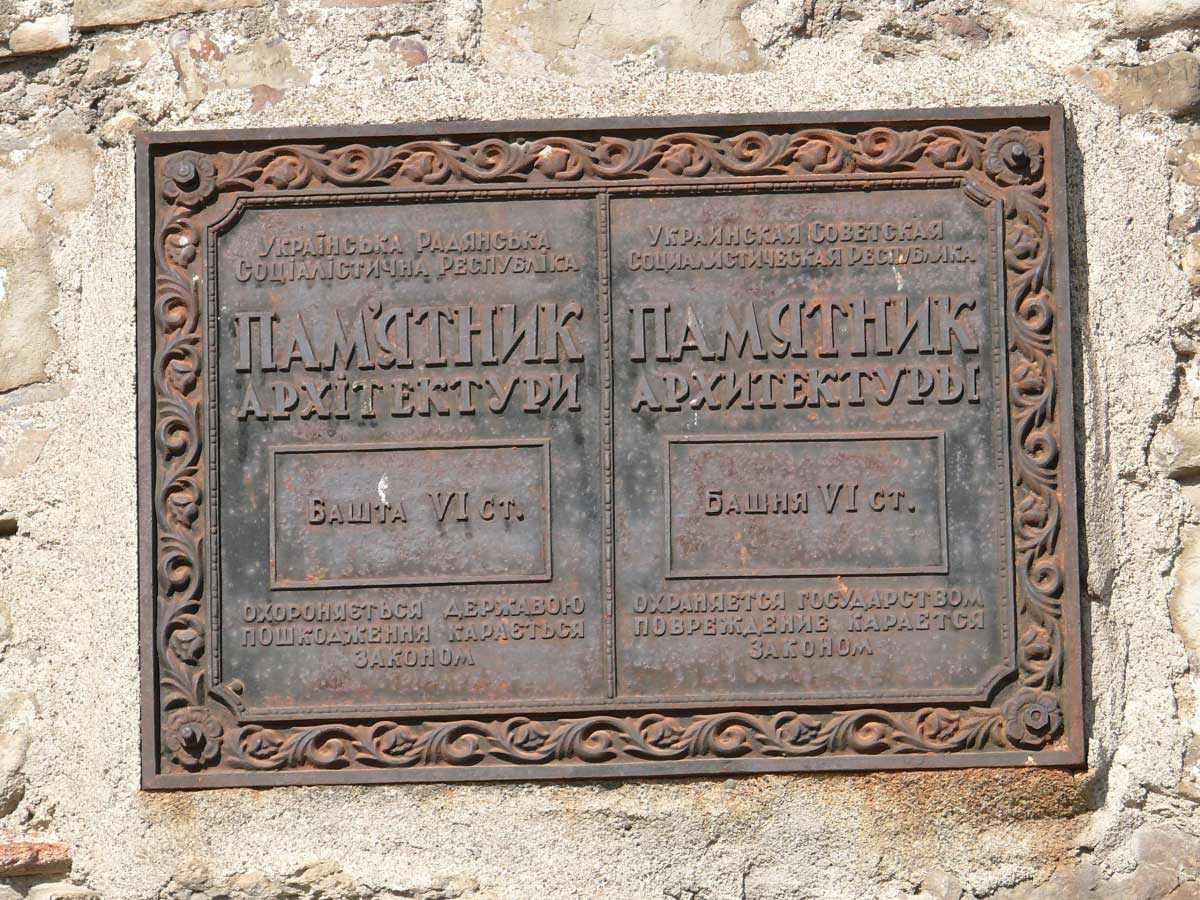 Українська Радянська
Соціалістична Республіка
ПАМ'ЯТНИК
АРХІТЕКТУРИ
Башта VI ст.
ОХОРОНЯЄТЬСЯ ДЕРЖАВОЮ
ПОШКОДЖЕННЯ КАРАЄТЬСЯ
ЗАКОНОМ
Украинская Советская
Социалистическая Республика
ПАМЯТНИК
АРХИТЕКТУРЫ
Башня VI ст.
ОХРАНЯЕТСЯ ГОСУДАРСТВОМ
ПОВРЕЖДЕНИЕ КАРАЕТСЯ
ЗАКОНОМ